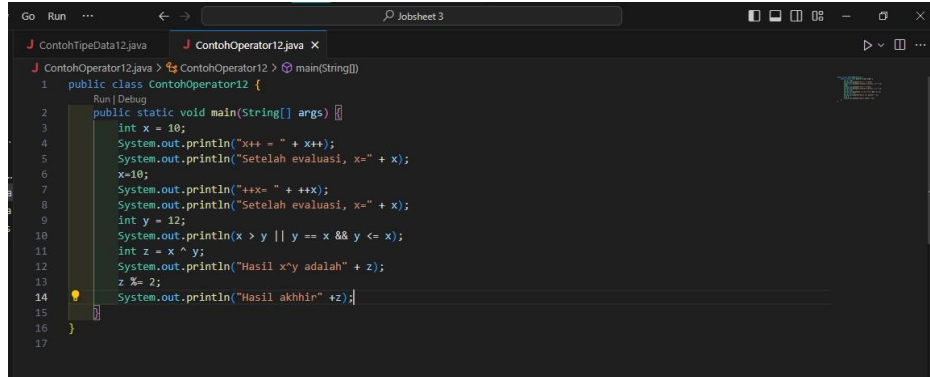 Go Run ... ← → Jobsheet 3
J ContohTipeData12.java J ContohOperator12.java ×
J ContohOperator12.java > ContohOperator12 > main(String[])
1 public class ContohOperator12 {
Run | Debug
2 public static void main(String[] args) {
3 int x = 10;
4 System.out.println("x++ = " + x++);
5 System.out.println("Setelah evaluasi, x=" + x);
6 x=10;
7 System.out.println("++x= " + ++x);
8 System.out.println("Setelah evaluasi, x=" + x);
9 int y = 12;
10 System.out.println(x > y || y == x && y <= x);
11 int z = x ^ y;
12 System.out.println("Hasil x^y adalah" + z);
13 z %= 2;
14 System.out.println("Hasil akhhir" +z);
15 }
16 }
17